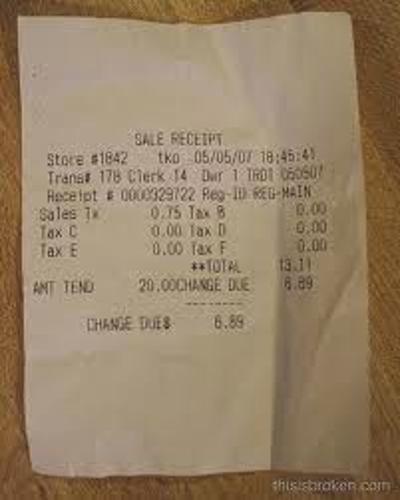 SALE RECEIPT
Store #1842 tko 05/05/07 18:45:41
Trans# 178 Clerk 14 Dwr 1 TRDT 050507
Receipt # 0000329722 Reg-ID REG-MAIN
Sales Tx 0.75 Tax B 0.00
Tax C 0.00 Tax D 0.00
Tax E 0.00 Tax F 0.00
**TOTAL 13.11
AMT TEND 20.00CHANGE DUE 6.89
--------
CHANGE DUE$ 6.89
thisisbroken.com